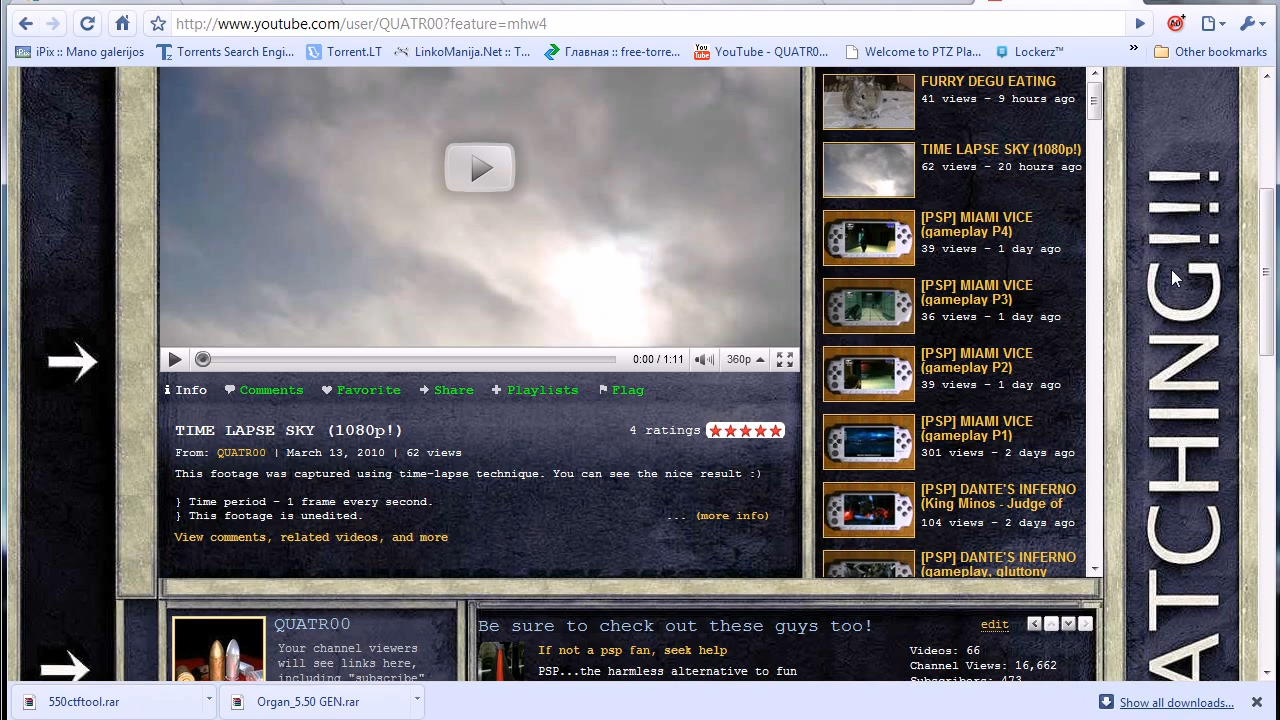 http://www.youtube.com/user/QUATR00?feature=mhw4
iPix :: Mano galerijos
Torrents Search Engi...
Torrent.LT
LinkoManija.Net :: T...
Главная :: free-torre...
YouTube - QUATR0...
Welcome to PTZ Pla...
Lockerz™
»
Other bookmarks
FURRY DEGU EATING
41 views - 9 hours ago
TIME LAPSE SKY (1080p!)
62 views - 20 hours ago
[PSP] MIAMI VICE
(gameplay P4)
39 views - 1 day ago
[PSP] MIAMI VICE
(gameplay P3)
36 views - 1 day ago
[PSP] MIAMI VICE
(gameplay P2)
39 views - 1 day ago
[PSP] MIAMI VICE
(gameplay P1)
301 views - 2 days ago
[PSP] DANTE'S INFERNO
(King Minos - Judge of
104 views - 2 days ago
[PSP] DANTE'S INFERNO
(gameplay, gluttony
0:00 / 1:11
360p
Info
Comments
Favorite
Share
Playlists
Flag
TIME LAPSE SKY (1080p!)
4 ratings
From: QUATR00 | March 13, 2010 | 62 views
This footage was captured using time-lapse technique. You can see the nice result :)
} Time period - 1 frame every second.
} This footage is unedited.
... (more info)
View comments, related videos, and more
ATCHING!!!
QUATR00
Your channel viewers
will see links here,
including "subscribe"
Be sure to check out these guys too!
edit
If not a psp fan, seek help
PSP...the harmless alternative to fun
Videos: 66
Channel Views: 16,662
Subscribers: 473
550ctftool.rar
Organ_5.50 GEN.rar
Show all downloads...